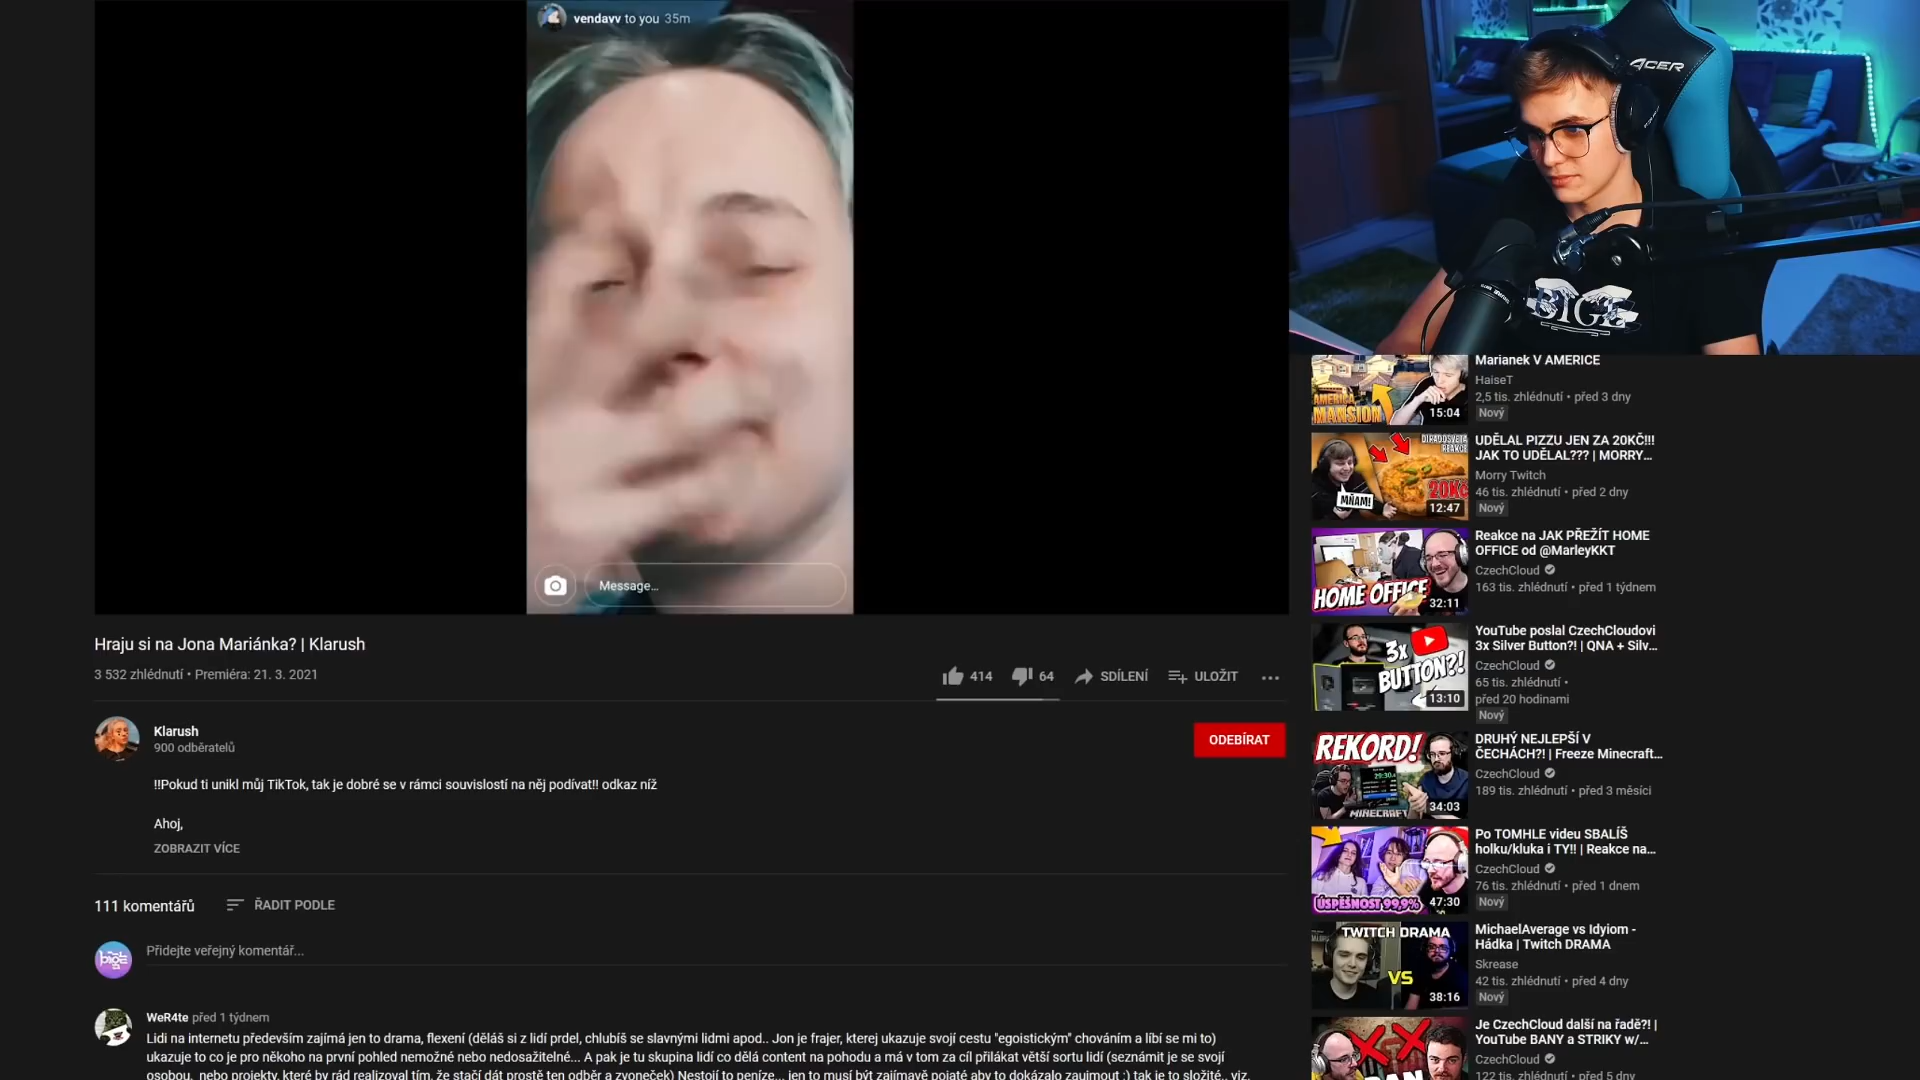 vendavv to you 35m
Message...
Hraju si na Jona Mariánka? | Klarush
3 532 zhlédnutí • Premiéra: 21. 3. 2021
414
64
SDÍLENÍ
ULOŽIT
Klarush
900 odběratelů
ODEBÍRAT
!!Pokud ti unikl můj TikTok, tak je dobré se v rámci souvislostí na něj podívat!! odkaz níž
Ahoj,
ZOBRAZIT VÍCE
111 komentářů
ŘADIT PODLE
Přidejte veřejný komentář...
WeR4te před 1 týdnem
Lidi na internetu především zajímá jen to drama, flexení (děláš si z lidí prdel, chlubíš se slavnými lidmi apod.. Jon je frajer, kterej ukazuje svojí cestu "egoistickým" chováním a líbí se mi to)
ukazuje to co je pro někoho na první pohled nemožné nebo nedosažitelné... A pak je tu skupina lidí co dělá content na pohodu a má v tom za cíl přilákat větší sortu lidí (seznámit je se svojí
osobou, nebo projekty, které by rád realizoval tím, že stačí dát prostě ten odběr a zvoneček) Nestojí to peníze... jen to musí být zajímavě pojaté aby to dokázalo zaujmout :) tak je to složité.. viz.
ACER
BIGE
Marianek V AMERICE
HaiseT
2,5 tis. zhlédnutí • před 3 dny
Nový
AMERICA
MANSION
15:04
UDĚLAL PIZZU JEN ZA 20KČ!!!
JAK TO UDĚLAL??? | MORRY...
Morry Twitch
46 tis. zhlédnutí • před 2 dny
Nový
REAKCE
MŇAM!
20Kč
12:47
Reakce na JAK PŘEŽÍT HOME
OFFICE od @MarleyKKT
CzechCloud
163 tis. zhlédnutí • před 1 týdnem
HOME OFFICE
32:11
YouTube poslal CzechCloudovi
3x Silver Button?! | QNA + Silv...
CzechCloud
65 tis. zhlédnutí •
před 20 hodinami
Nový
3x
BUTTON?!
13:10
DRUHÝ NEJLEPŠÍ V
ČECHÁCH?! | Freeze Minecraft...
CzechCloud
189 tis. zhlédnutí • před 3 měsíci
REKORD!
MINECRAFT
34:03
Po TOMHLE videu SBALÍŠ
holku/kluka i TY!! | Reakce na...
CzechCloud
76 tis. zhlédnutí • před 1 dnem
Nový
ÚSPĚŠNOST 99,9%
47:30
MichaelAverage vs Idyiom -
Hádka | Twitch DRAMA
Skrease
42 tis. zhlédnutí • před 4 dny
Nový
TWITCH DRAMA
VS
38:16
Je CzechCloud další na řadě?! |
YouTube BANY a STRIKY w/...
CzechCloud
122 tis. zhlédnutí • před 5 dny